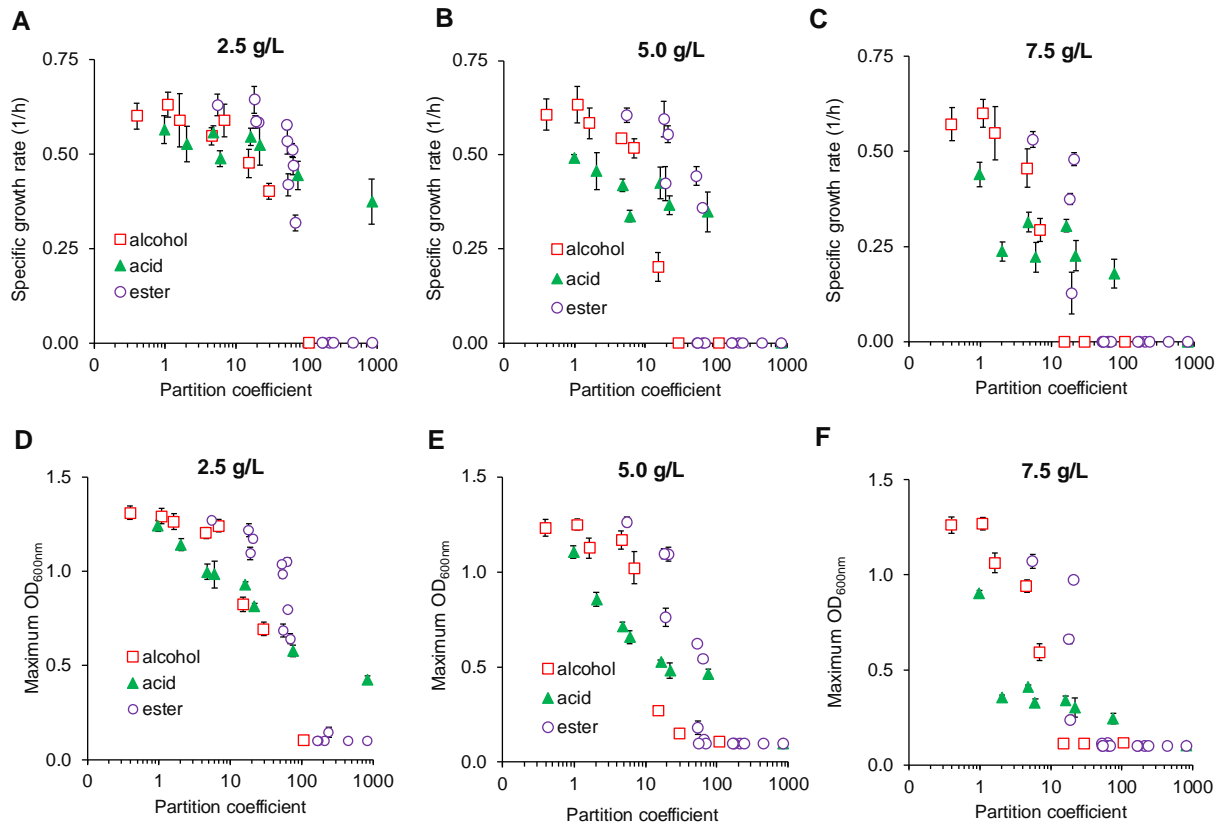 A
2.5 g/L
Specific growth rate (1/h)
0.75
0.50
0.25
0.00
alcohol
acid
ester
0 1 10 100 1000
Partition coefficient
B
5.0 g/L
Specific growth rate (1/h)
0.75
0.50
0.25
0.00
alcohol
acid
ester
0 1 10 100 1000
Partition coefficient
C
7.5 g/L
Specific growth rate (1/h)
0.75
0.50
0.25
0.00
0 1 10 100 1000
Partition coefficient
D
2.5 g/L
Maximum OD600nm
1.5
1.0
0.5
0.0
alcohol
acid
ester
0 1 10 100 1000
Partition coefficient
E
5.0 g/L
Maximum OD600nm
1.5
1.0
0.5
0.0
alcohol
acid
ester
0 1 10 100 1000
Partition coefficient
F
7.5 g/L
Maximum OD600nm
1.5
1.0
0.5
0.0
0 1 10 100 1000
Partition coefficient